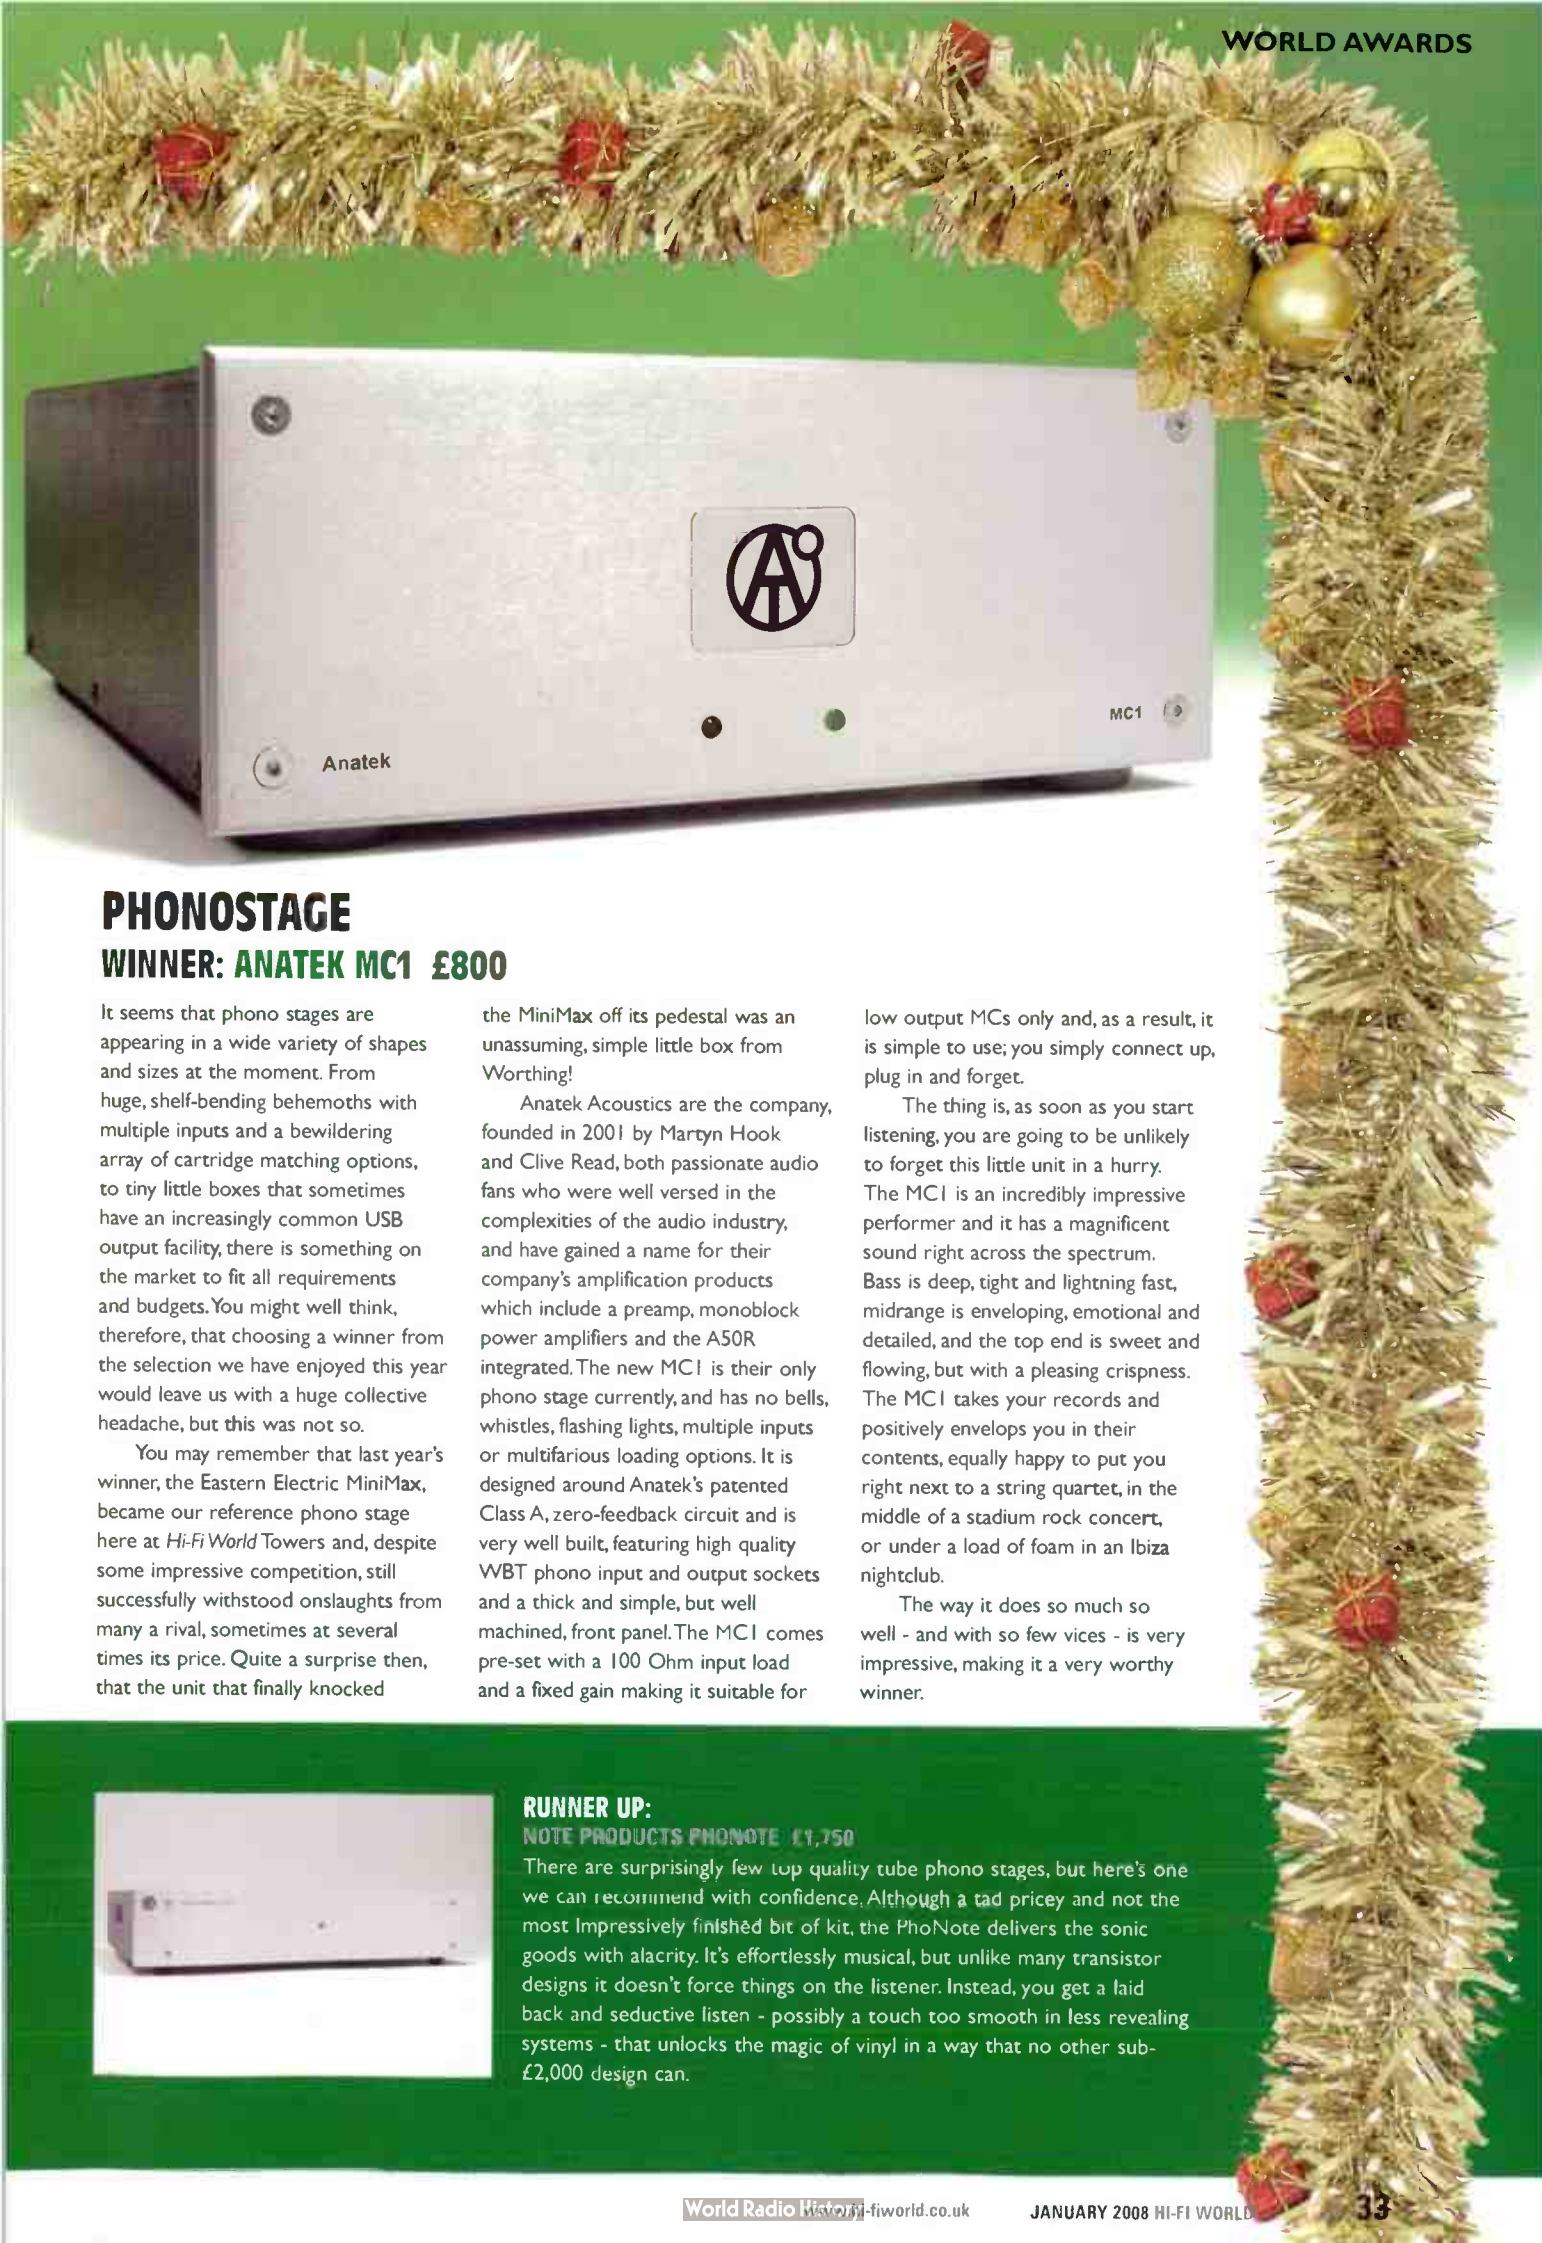 WORLD AWARDS
Anatek
MC1
PHONOSTAGE
WINNER: ANATEK MC1 £800
It seems that phono stages are
appearing in a wide variety of shapes
and sizes at the moment. From
huge, shelf-bending behemoths with
multiple inputs and a bewildering
array of cartridge matching options,
to tiny little boxes that sometimes
have an increasingly common USB
output facility, there is something on
the market to fit all requirements
and budgets. You might well think,
therefore, that choosing a winner from
the selection we have enjoyed this year
would leave us with a huge collective
headache, but this was not so.
You may remember that last year's
winner, the Eastern Electric MiniMax,
became our reference phono stage
here at Hi-Fi World Towers and, despite
some impressive competition, still
successfully withstood onslaughts from
many a rival, sometimes at several
times its price. Quite a surprise then,
that the unit that finally knocked
the MiniMax off its pedestal was an
unassuming, simple little box from
Worthing!
Anatek Acoustics are the company,
founded in 2001 by Martyn Hook
and Clive Read, both passionate audio
fans who were well versed in the
complexities of the audio industry,
and have gained a name for their
company's amplification products
which include a preamp, monoblock
power amplifiers and the A50R
integrated. The new MC1 is their only
phono stage currently, and has no bells,
whistles, flashing lights, multiple inputs
or multifarious loading options. It is
designed around Anatek's patented
Class A, zero-feedback circuit and is
very well built, featuring high quality
WBT phono input and output sockets
and a thick and simple, but well
machined, front panel. The MC1 comes
pre-set with a 100 Ohm input load
and a fixed gain making it suitable for
low output MCs only and, as a result, it
is simple to use; you simply connect up,
plug in and forget.
The thing is, as soon as you start
listening, you are going to be unlikely
to forget this little unit in a hurry.
The MC1 is an incredibly impressive
performer and it has a magnificent
sound right across the spectrum.
Bass is deep, tight and lightning fast,
midrange is enveloping, emotional and
detailed, and the top end is sweet and
flowing, but with a pleasing crispness.
The MC1 takes your records and
positively envelops you in their
contents, equally happy to put you
right next to a string quartet, in the
middle of a stadium rock concert,
or under a load of foam in an Ibiza
nightclub.
The way it does so much so
well - and with so few vices - is very
impressive, making it a very worthy
winner.
RUNNER UP:
NOTE PRODUCTS PHONOTE £1,750
There are surprisingly few top quality tube phono stages, but here's one
we can recommend with confidence. Although a tad pricey and not the
most Impressively finished bit of kit, the PhoNote delivers the sonic
goods with alacrity. It's effortlessly musical, but unlike many transistor
designs it doesn't force things on the listener. Instead, you get a laid
back and seductive listen - possibly a touch too smooth in less revealing
systems - that unlocks the magic of vinyl in a way that no other sub-
£2,000 design can.
World Radio History www.hi-fiworld.co.uk JANUARY 2008 HI-FI WORLD 33